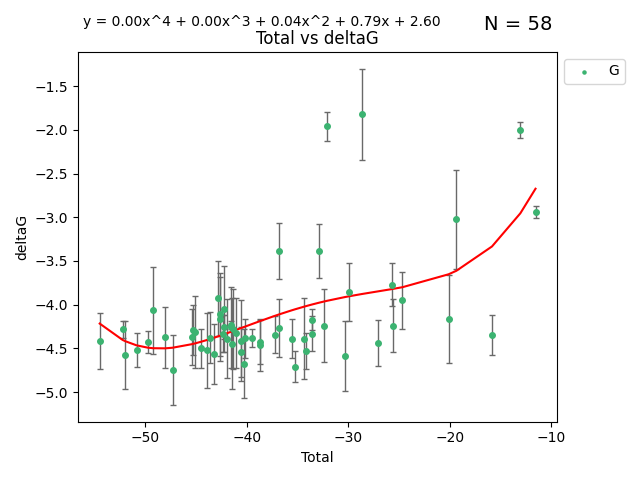 y = 0.00x^4 + 0.00x^3 + 0.04x^2 + 0.79x + 2.60
N = 58
Total vs deltaG
G
deltaG
−1.5
−2.0
−2.5
−3.0
−3.5
−4.0
−4.5
−5.0
−50
−40
−30
−20
−10
Total